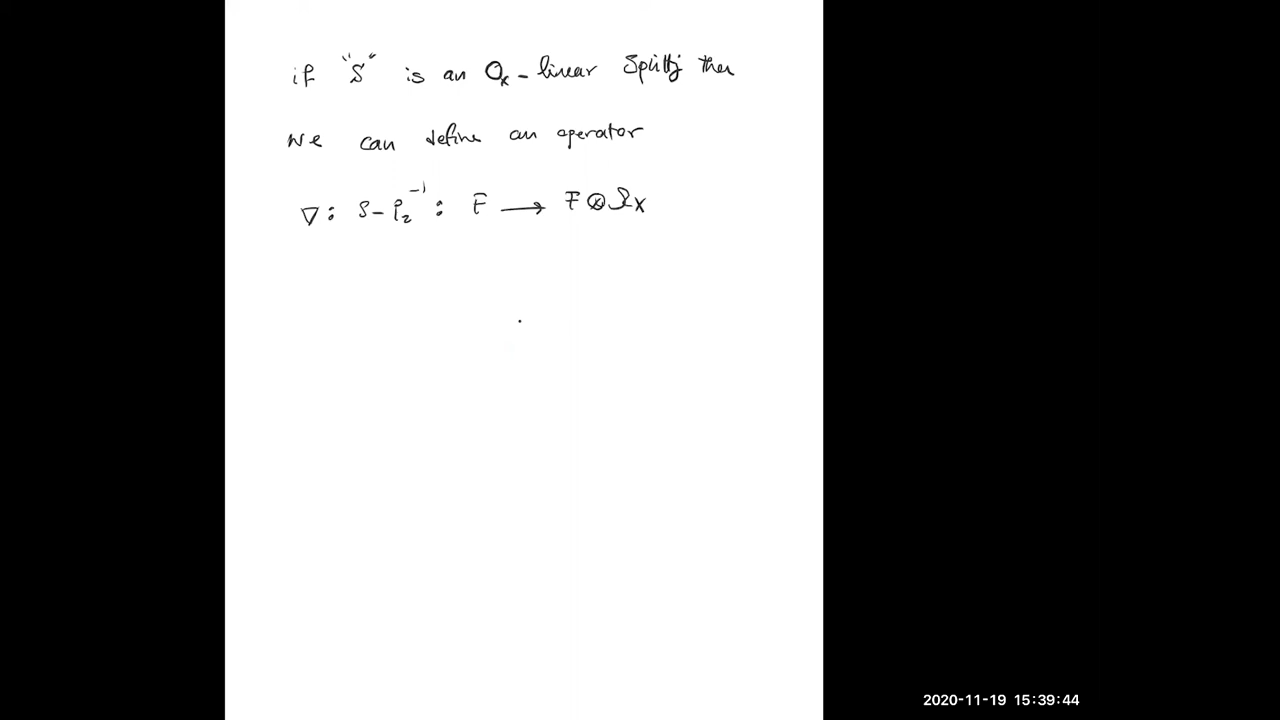 if "S" is an O_X - linear splitting then
we can define an operator
∇: S - P_2^{-1} : F ⟶ F ⊗ Ω_X
2020-11-19 15:39:44